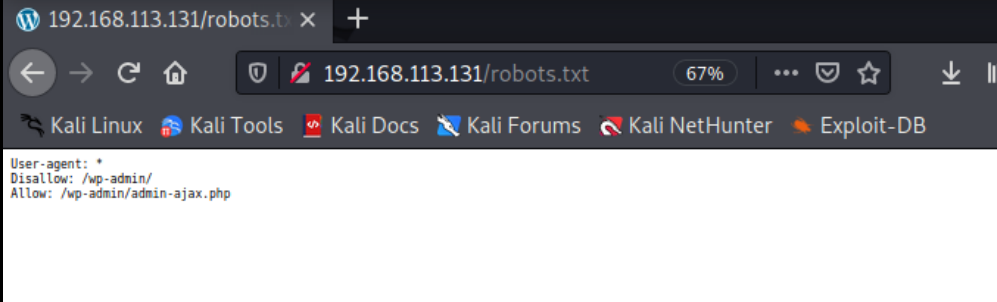 192.168.113.131/robots.t
192.168.113.131/robots.txt 67%
Kali Linux Kali Tools Kali Docs Kali Forums Kali NetHunter Exploit-DB
User-agent: *
Disallow: /wp-admin/
Allow: /wp-admin/admin-ajax.php